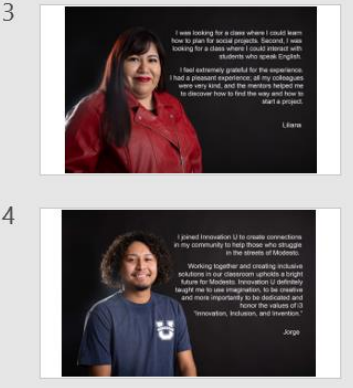 3
I was looking for a class where I could learn
how to plan for social projects. Second, I was
looking for a class where I could interact with
students who speak English.
I feel extremely grateful for the experience.
I had a pleasant experience; all my colleagues
were very kind, and the mentors helped me
to discover how to find the way and how to
start a project.
Liliana
4
I joined Innovation U to create connections
in my community to help those who struggle
in the streets of Modesto.
Working together and creating inclusive
solutions in our classroom upholds a bright
future for Modesto. Innovation U definitely
taught me to use imagination, to be creative
and more importantly to be dedicated and
honor the values of i3
"Innovation, Inclusion, and Invention."
Jorge
U